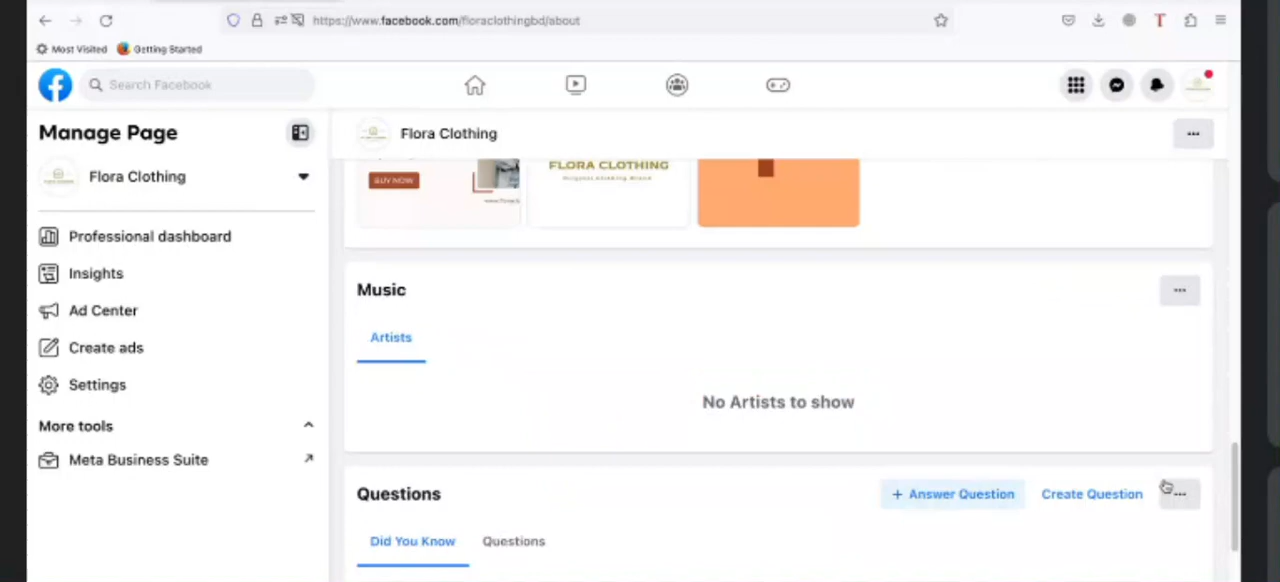 https://www.facebook.com/floraclothingbd/about
Most Visited
Getting Started
Search Facebook
Manage Page
Flora Clothing
Flora Clothing
Professional dashboard
Insights
Ad Center
Create ads
Settings
More tools
Meta Business Suite
BUY NOW
FLORA CLOTHING
Music
Artists
No Artists to show
Questions
+ Answer Question
Create Question
Did You Know
Questions